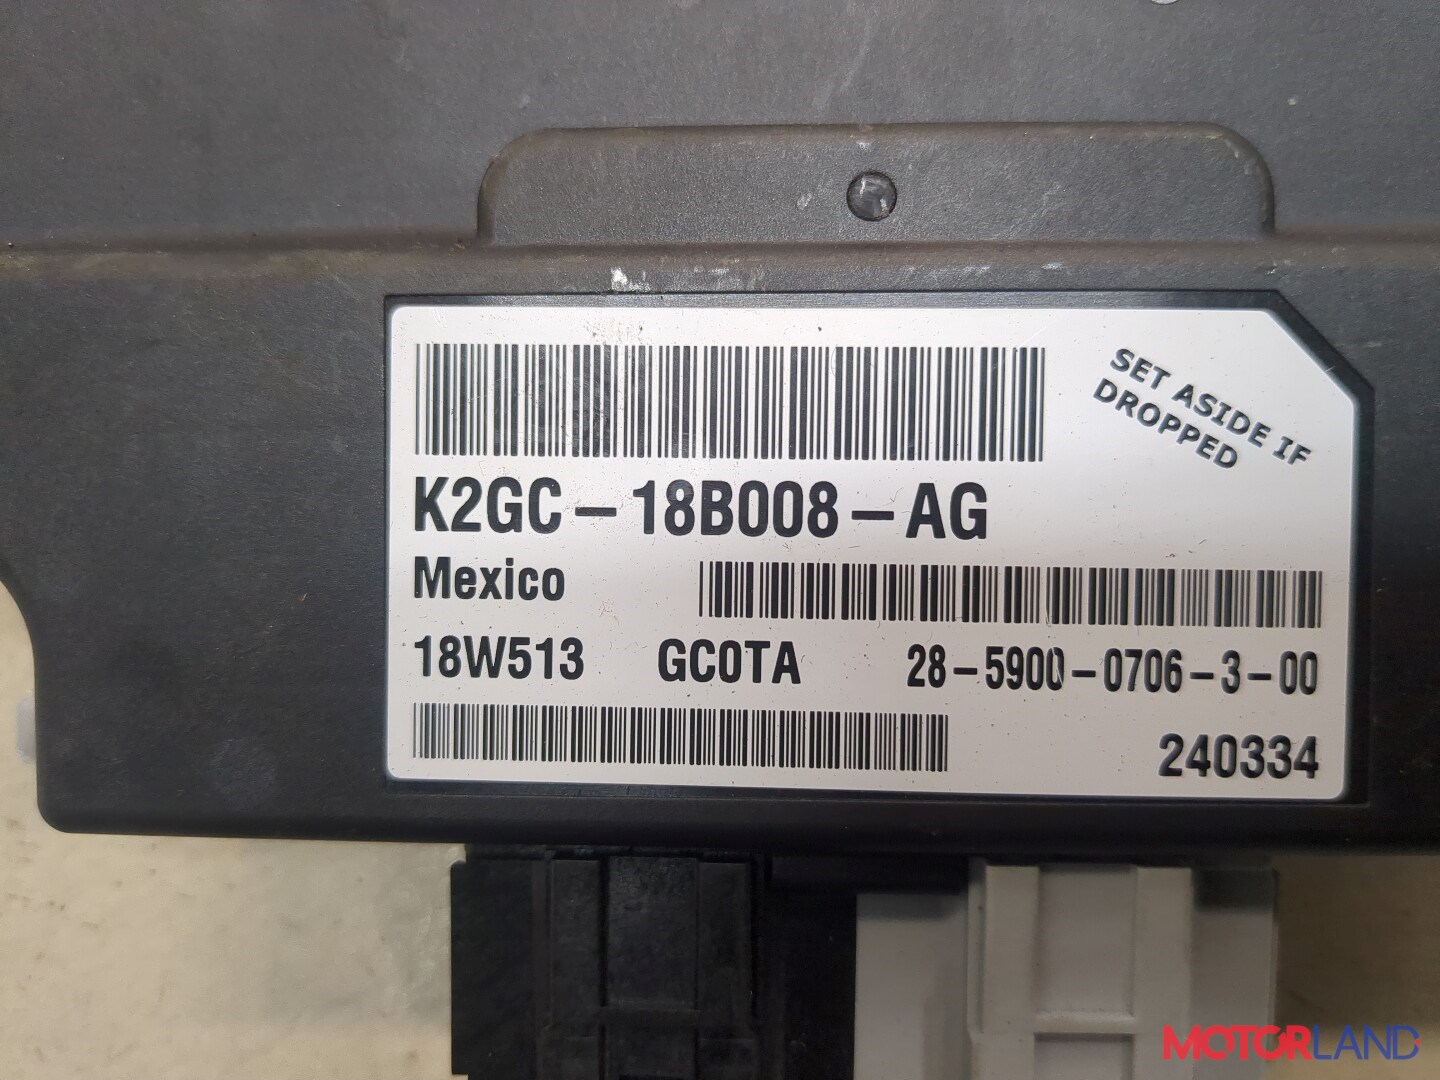 SET ASIDE IF
DROPPED
K2GC-18B008-AG
Mexico
18W513 GC0TA 28-5900-0706-3-00
240334
MOTORLAND